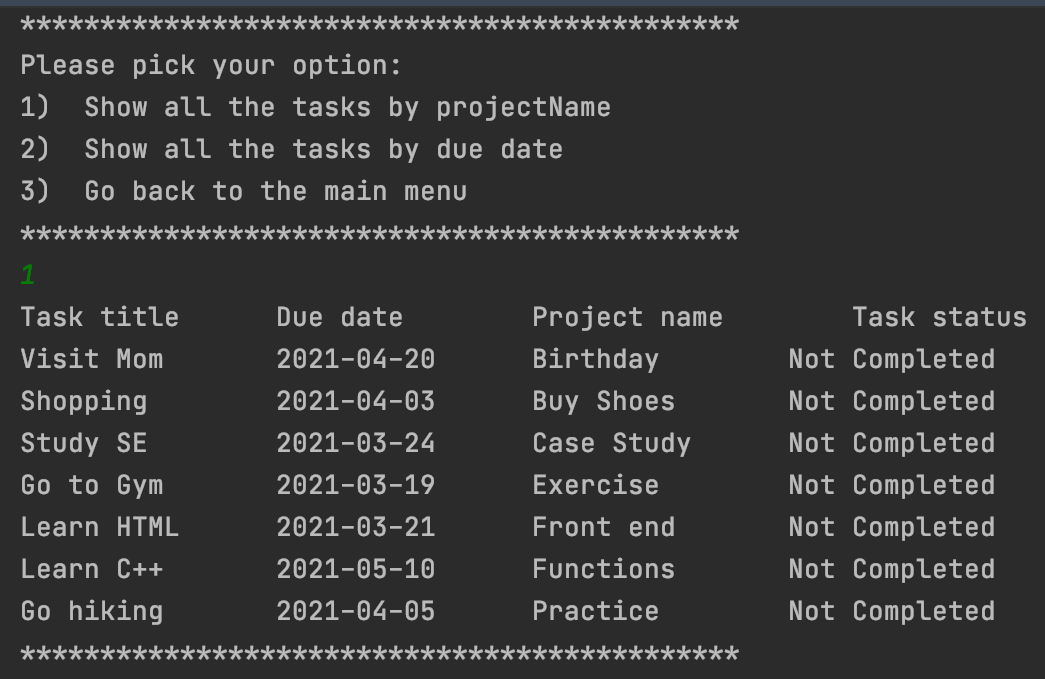 *********************************************
Please pick your option:
1)  Show all the tasks by projectName
2)  Show all the tasks by due date
3)  Go back to the main menu
*********************************************
1
Task title      Due date        Project name        Task status
Visit Mom       2021-04-20      Birthday        Not Completed
Shopping        2021-04-03      Buy Shoes       Not Completed
Study SE        2021-03-24      Case Study      Not Completed
Go to Gym       2021-03-19      Exercise        Not Completed
Learn HTML      2021-03-21      Front end       Not Completed
Learn C++       2021-05-10      Functions       Not Completed
Go hiking       2021-04-05      Practice        Not Completed
*********************************************